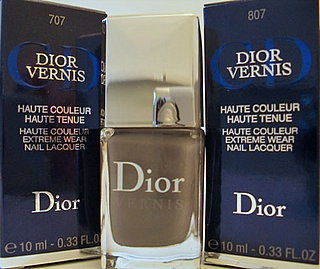 707
DIOR
VERNIS
HAUTE COULEUR
HAUTE TENUE
HAUTE COULEUR
EXTREME WEAR
NAIL LACQUER
Dior
e 10 ml - 0.33 FL.O
Dior
VERNIS
807
CD
DIOR
VERNIS
HAUTE COULEUR
HAUTE TENUE
HAUTE COULEUR
EXTREME WEAR
NAIL LACQUER
Dior
e 10 ml - 0.33 FL.OZ